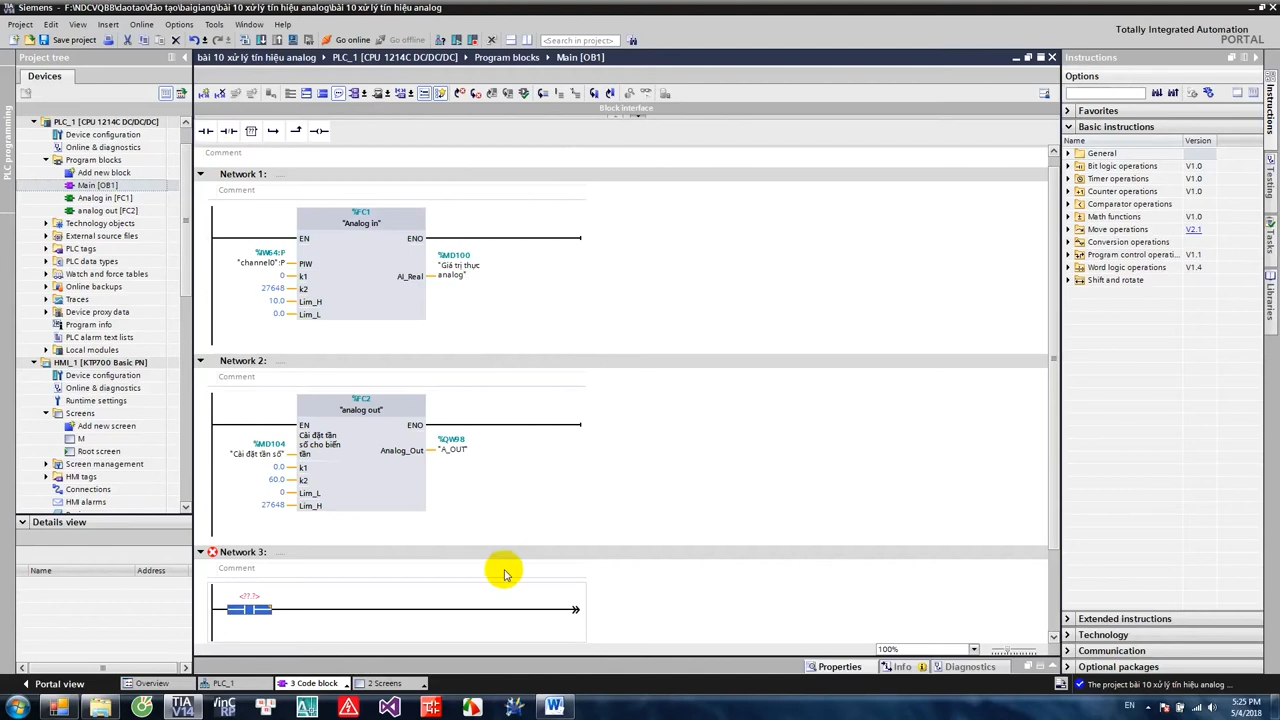 Siemens - F:\NDCVQBB\daotao\đào tạo\baigiang\bài 10 xử lý tín hiệu analog\bài 10 xử lý tín hiệu analog
Project Edit View Insert Online Options Tools Window Help
Totally Integrated Automation
PORTAL
Save project Go online Go offline <Search in project>
Project tree
bài 10 xử lý tín hiệu analog PLC_1 [CPU 1214C DC/DC/DC] Program blocks Main [OB1]
Instructions
Devices
Options
Block interface
Favorites
Basic instructions
Name Version
General
Bit logic operations V1.0
Timer operations V1.0
Counter operations V1.0
Comparator operations
Math functions V1.0
Move operations V2.1
Conversion operations
Program control operati... V1.1
Word logic operations V1.4
Shift and rotate
Extended instructions
Technology
Communication
Optional packages
PLC programming
Instructions
Testing
Tasks
Libraries
PLC_1 [CPU 1214C DC/DC/DC]
Device configuration
Online & diagnostics
Program blocks
Add new block
Main [OB1]
Analog in [FC1]
analog out [FC2]
Technology objects
External source files
PLC tags
PLC data types
Watch and force tables
Online backups
Traces
Device proxy data
Program info
PLC alarm text lists
Local modules
HMI_1 [KTP700 Basic PN]
Device configuration
Online & diagnostics
Runtime settings
Screens
Add new screen
M
Root screen
Screen management
HMI tags
Connections
HMI alarms
Details view
Name Address
Comment
Network 1: ....
Comment
%FC1
"Analog in"
EN ENO
%IW64:P
"channel0":P PIW
0 k1
27648 k2
10.0 Lim_H
0.0 Lim_L
AI_Real
%MD100
"Giá trị thực
analog"
Network 2: ....
Comment
%FC2
"analog out"
EN ENO
%MD104
"Cài đặt tần số"
Cài đặt tần
số cho biến
tần
0.0 k1
60.0 k2
0 Lim_L
27648 Lim_H
Analog_Out
%QW98
"A_OUT"
Network 3: ....
Comment
<??.?>
100%
Properties Info Diagnostics
Portal view Overview PLC_1 3 Code block 2 Screens
The project bài 10 xử lý tín hiệu analog ...
EN
5:25 PM
5/4/2018